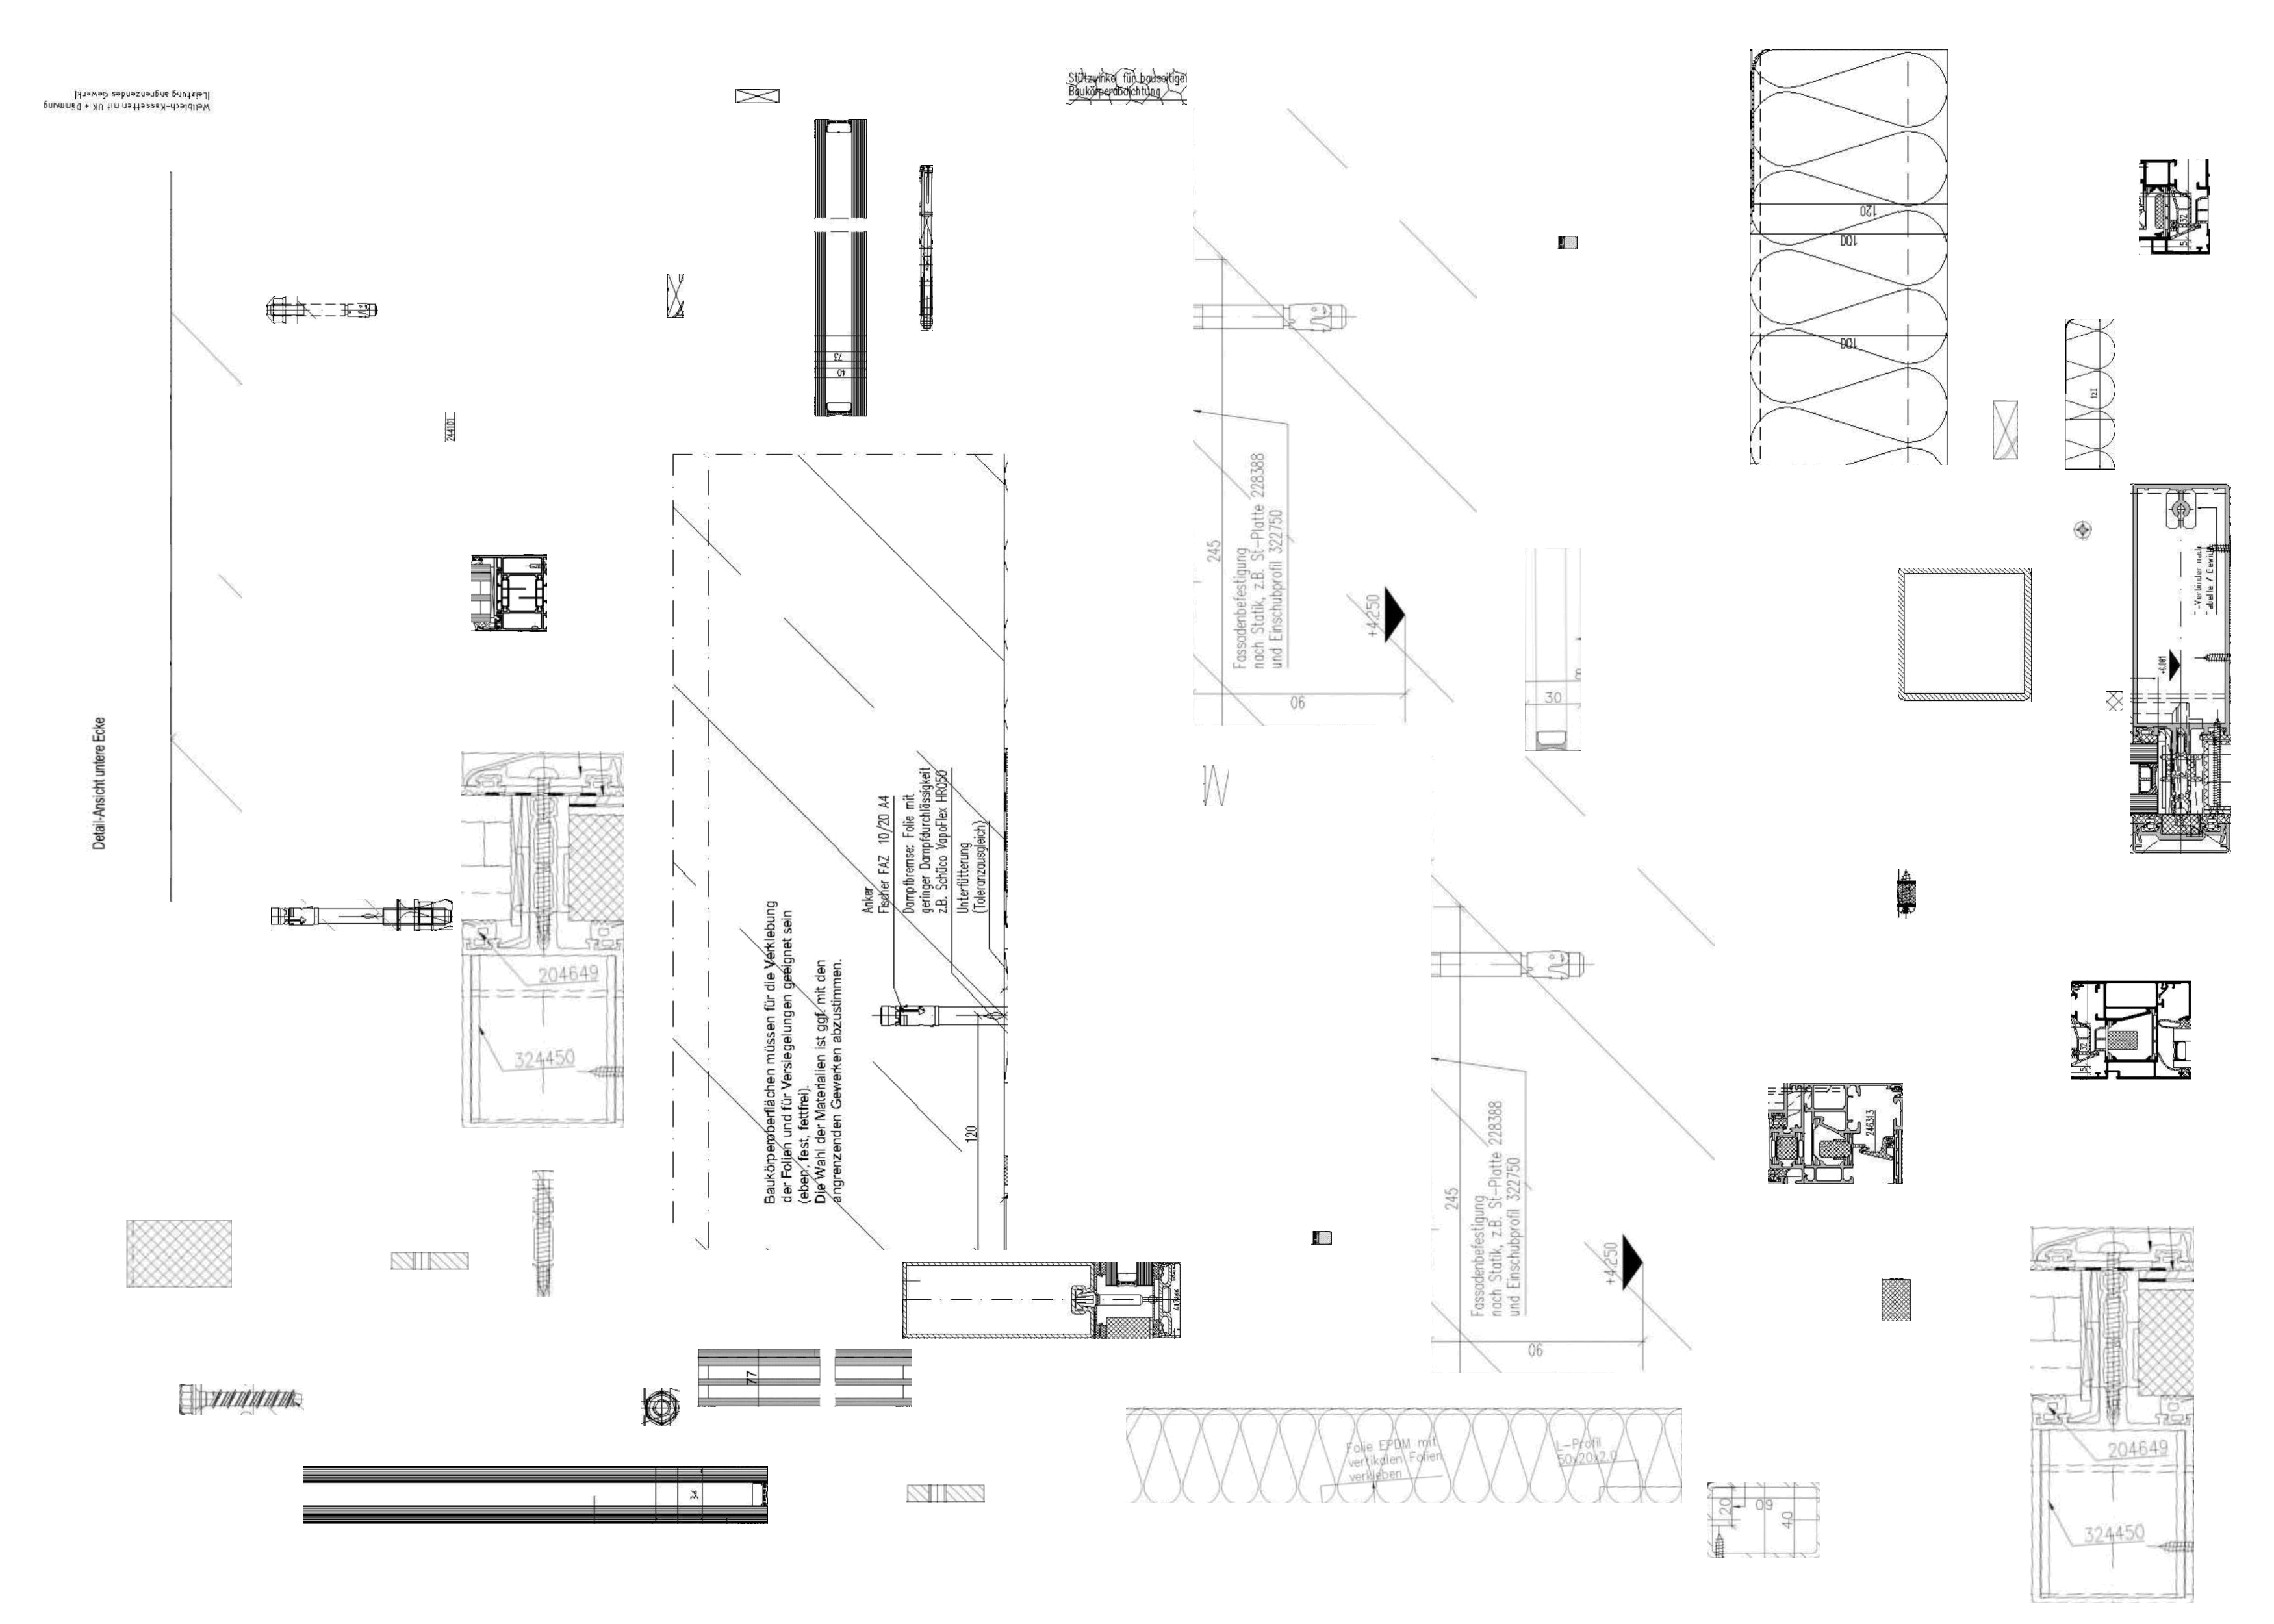 Wellblech-Kassetten mit UK + Dämmung
(Leistung angrenzendes Gewerk)
Stützwinkel für bauseitige
Baukörperabdichtung
Detail-Ansicht untere Ecke
244101
73
40
120
100
100
121
32
5
245
Fassadenbefestigung
nach Statik, z.B. St-Platte 228388
und Einschubprofil 322750
+4.250
90
30
Anker
Fischer FAZ 10/20 A4
Dampfbremse: Folie mit
geringer Dampfdurchlässigkeit
z.B. Schüco VapoFlex HR050
Unterfütterung
(Toleranzausgleich)
Baukörperoberflächen müssen für die Verklebung
der Folien und für Versiegelungen geeignet sein
(eben, fest, fettfrei).
Die Wahl der Materialien ist ggf. mit den
angrenzenden Gewerken abzustimmen.
120
204649
324450
246313
245
Fassadenbefestigung
nach Statik, z.B. St-Platte 228388
und Einschubprofil 322750
+4.250
90
77
34
Folie EPDM mit
vertikalen Folien
verkleben
L-Profil
50x20x2.0
20
60
40
204649
324450